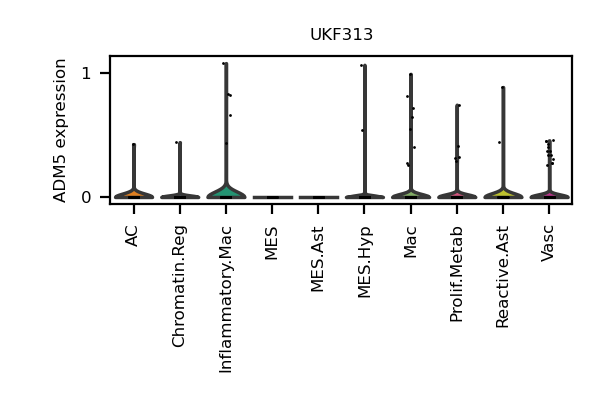 UKF313
ADM5 expression
1
0
AC
Chromatin.Reg
Inflammatory.Mac
MES
MES.Ast
MES.Hyp
Mac
Prolif.Metab
Reactive.Ast
Vasc